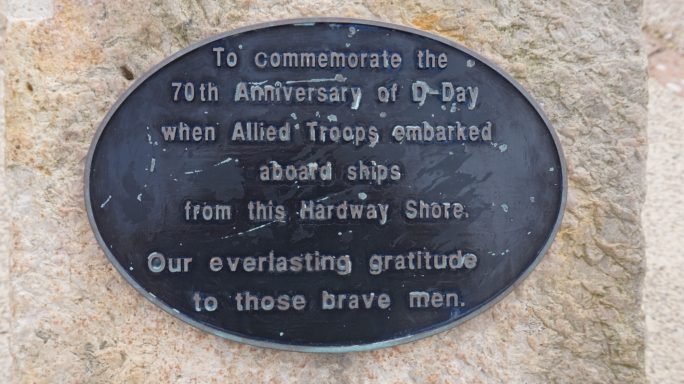 To commemorate the
70th Anniversary of D-Day
when Allied Troops embarked
aboard ships
from this Hardway Shore.
Our everlasting gratitude
to those brave men.